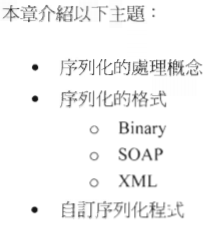 本章介紹以下主題：
• 序列化的處理概念
• 序列化的格式
○ Binary
○ SOAP
○ XML
• 自訂序列化程式